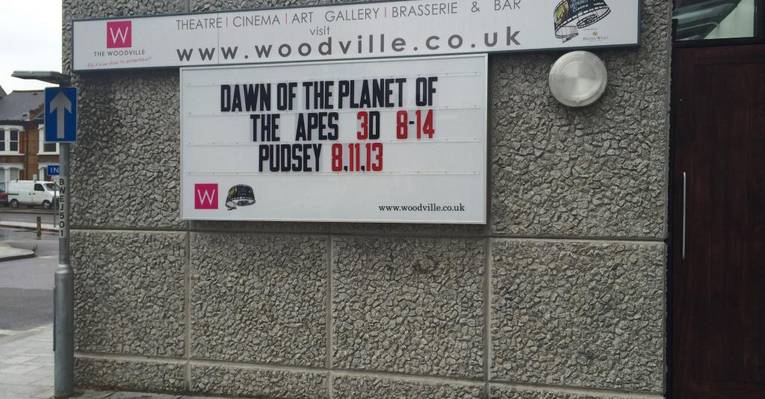 THEATRE | CINEMA | ART GALLERY | BRASSERIE & BAR
visit
www.woodville.co.uk
W
THE WOODVILLE
DAWN OF THE PLANET OF
THE APES 3D 8-14
PUDSEY 8,11,13
W
www.woodville.co.uk
IN